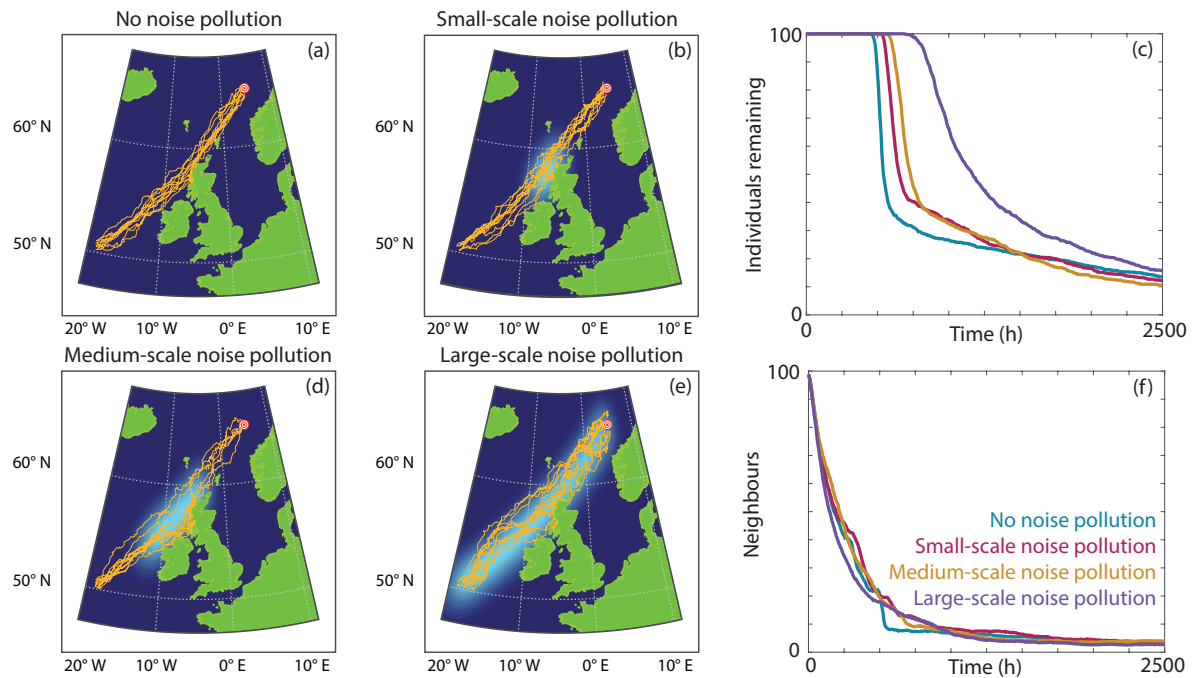 No noise pollution
(a)
60° N
50° N
20° W 10° W 0° E 10° E
Small-scale noise pollution
(b)
20° W 10° W 0° E 10° E
100
(c)
Individuals remaining
0
0 Time (h) 2500
Medium-scale noise pollution
(d)
60° N
50° N
20° W 10° W 0° E 10° E
Large-scale noise pollution
(e)
60° N
50° N
20° W 10° W 0° E 10° E
100
(f)
Neighbours
No noise pollution
Small-scale noise pollution
Medium-scale noise pollution
Large-scale noise pollution
0
0 Time (h) 2500